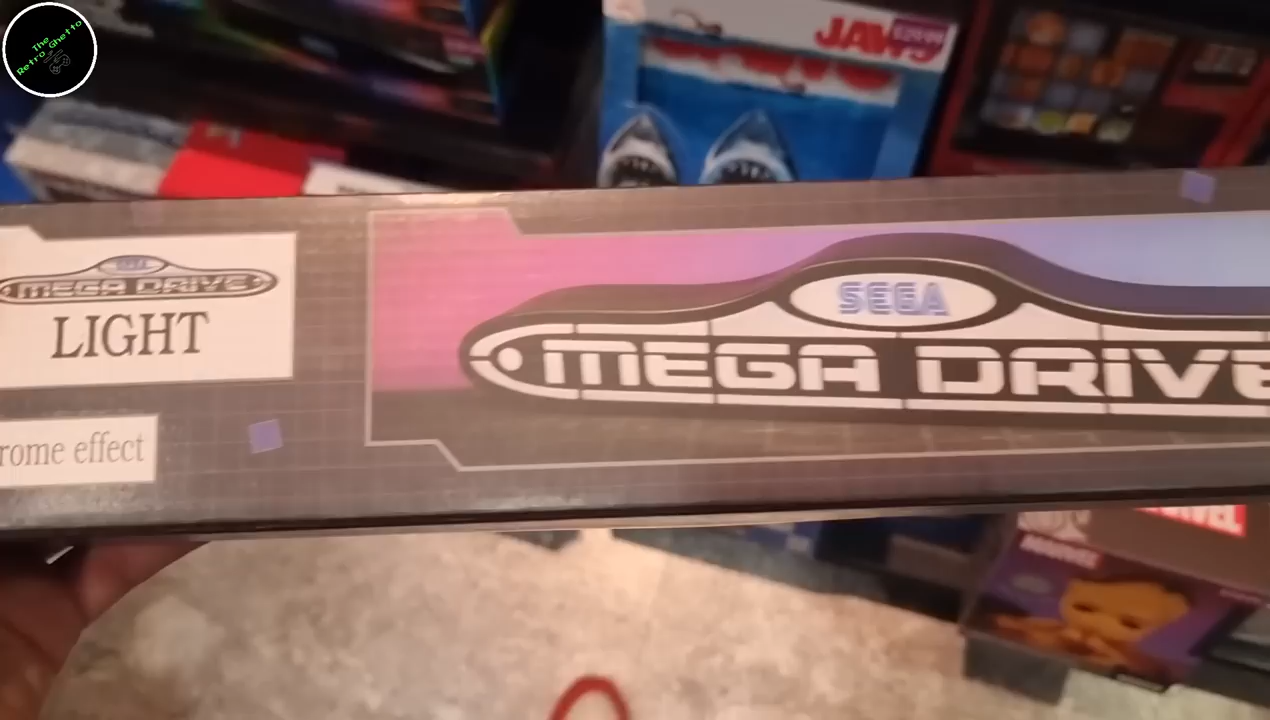 The
Retro Ghetto
JAWS
SEGA
MEGA DRIVE
LIGHT
rome effect
SEGA
MEGA DRIVE
MARVEL